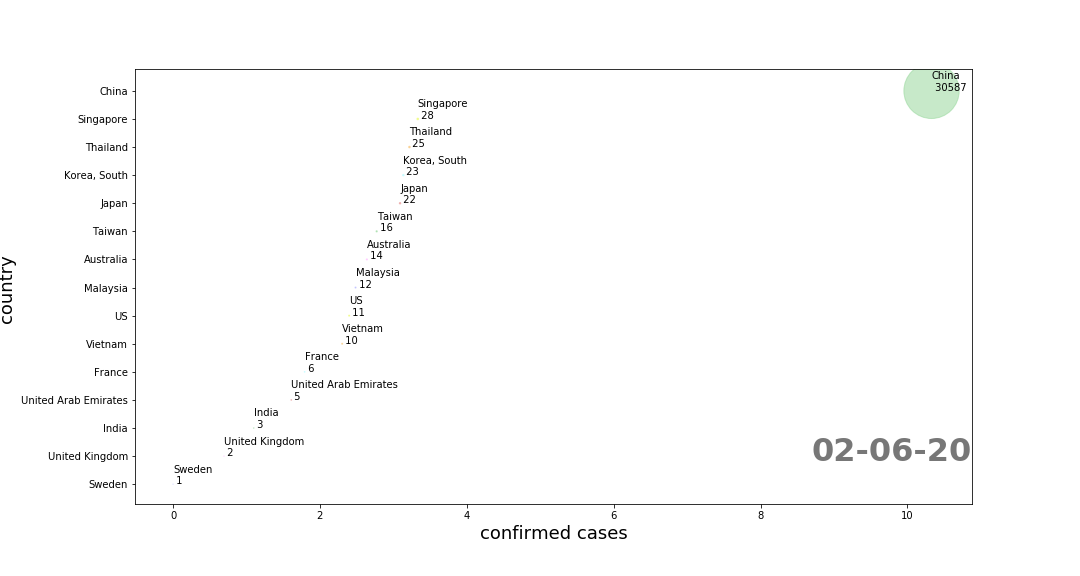 China
China
30587
Singapore
28
Singapore
Thailand
25
Thailand
Korea, South
23
Korea, South
Japan
22
Japan
Taiwan
16
Taiwan
Australia
14
Australia
Malaysia
12
Malaysia
US
11
US
Vietnam
10
Vietnam
France
6
France
United Arab Emirates
5
United Arab Emirates
India
3
India
United Kingdom
2
United Kingdom
Sweden
1
Sweden
country
02-06-20
0 2 4 6 8 10
confirmed cases